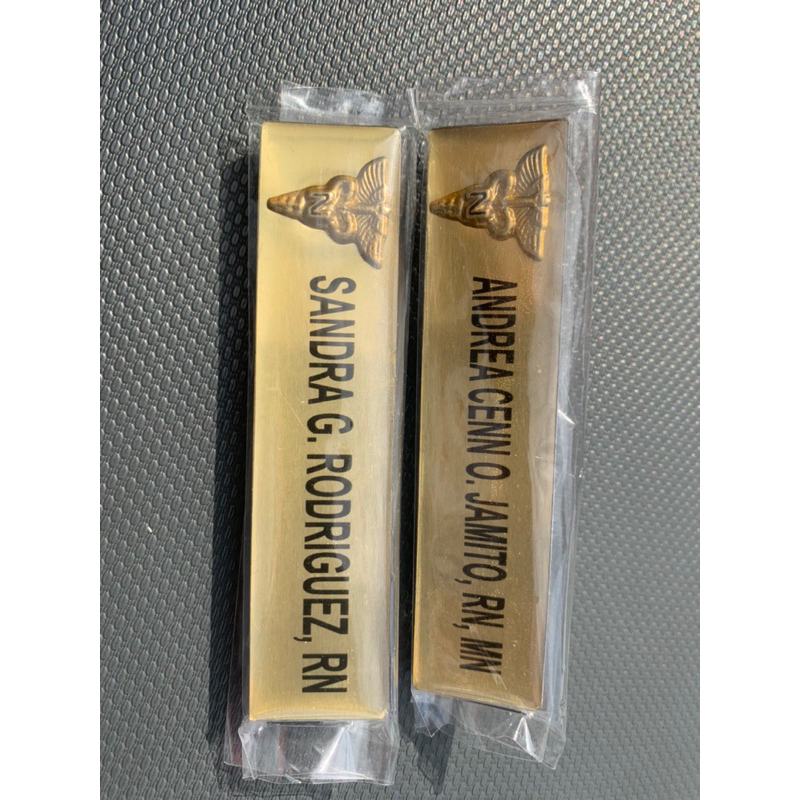 N
SANDRA G. RODRIGUEZ, RN
N
ANDREA CENN O. JAMITO, RN, MN